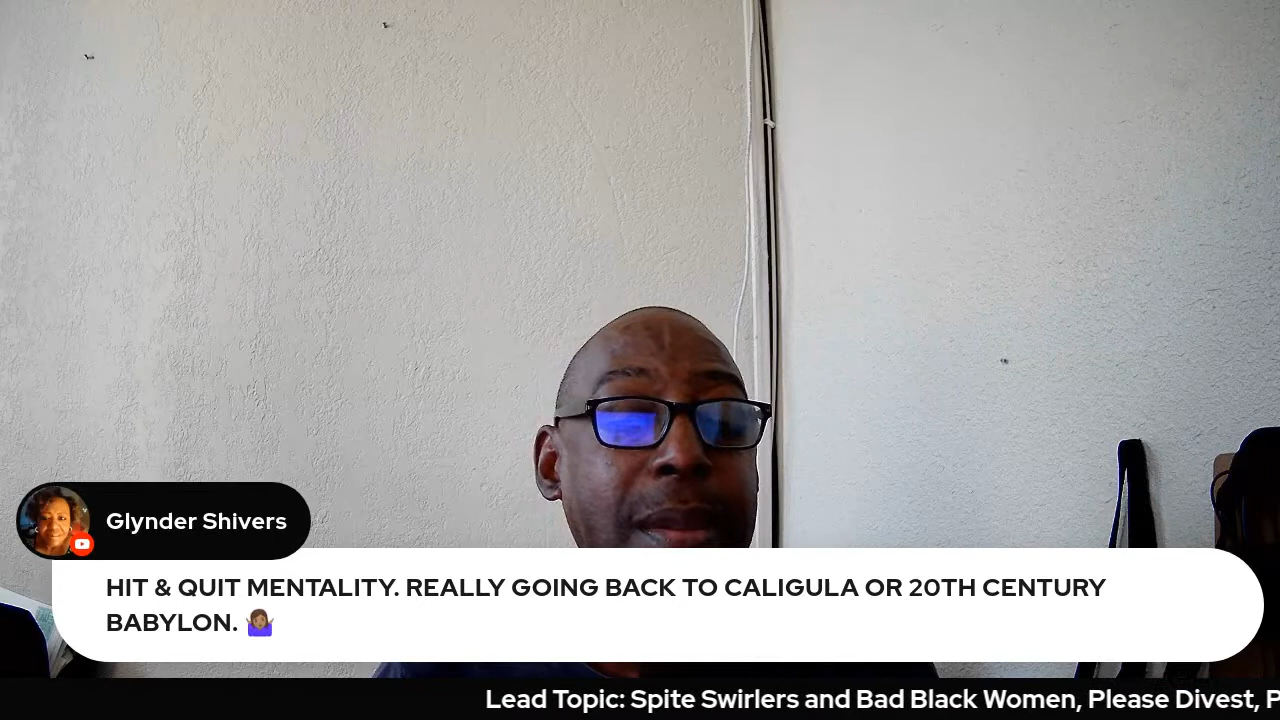 Glynder Shivers
HIT & QUIT MENTALITY. REALLY GOING BACK TO CALIGULA OR 20TH CENTURY
BABYLON. 🤷🏽‍♀️
Lead Topic: Spite Swirlers and Bad Black Women, Please Divest, P